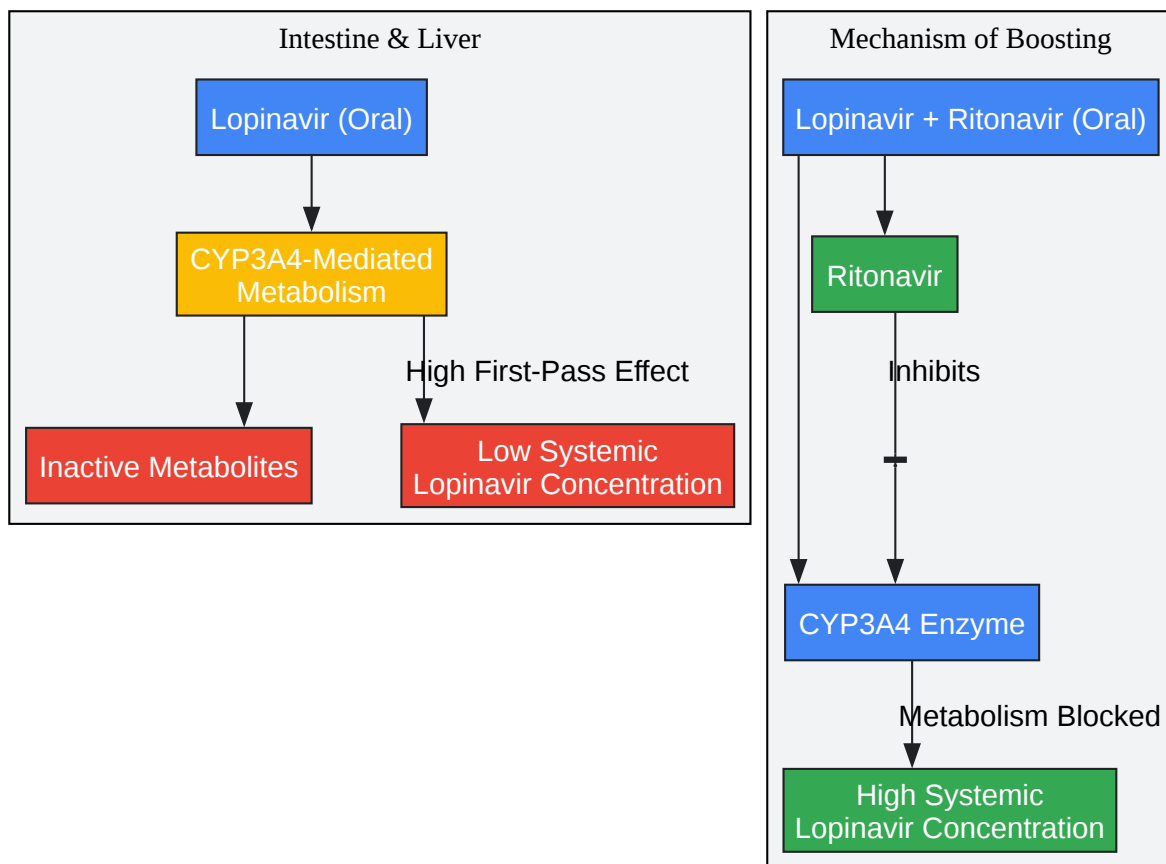 Intestine & Liver
Lopinavir (Oral)
CYP3A4-Mediated
Metabolism
High First-Pass Effect
Inactive Metabolites
Low Systemic
Lopinavir Concentration
Mechanism of Boosting
Lopinavir + Ritonavir (Oral)
Ritonavir
Inhibits
CYP3A4 Enzyme
Metabolism Blocked
High Systemic
Lopinavir Concentration